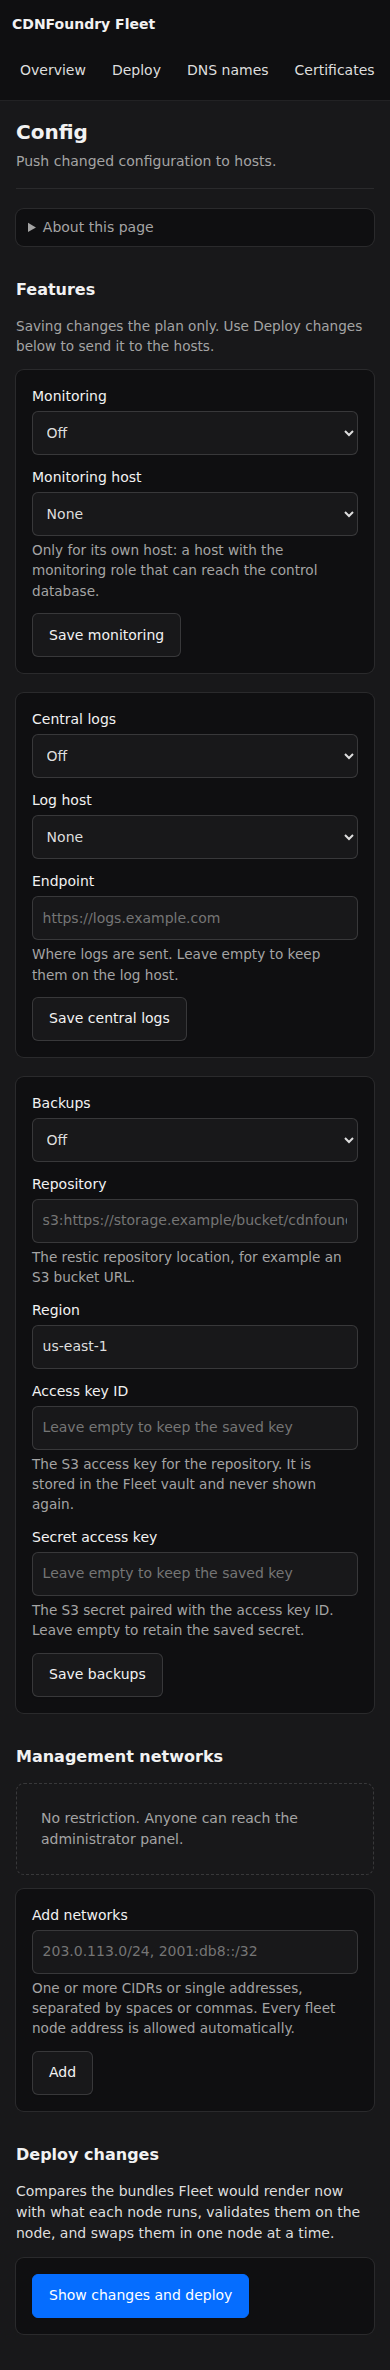 CDNFoundry Fleet
Overview Deploy DNS names Certificates
Config
Push changed configuration to hosts.
▶ About this page
Features
Saving changes the plan only. Use Deploy changes
below to send it to the hosts.
Monitoring
Off
Monitoring host
None
Only for its own host: a host with the
monitoring role that can reach the control
database.
Save monitoring
Central logs
Off
Log host
None
Endpoint
https://logs.example.com
Where logs are sent. Leave empty to keep
them on the log host.
Save central logs
Backups
Off
Repository
s3:https://storage.example/bucket/cdnfoun
The restic repository location, for example an
S3 bucket URL.
Region
us-east-1
Access key ID
Leave empty to keep the saved key
The S3 access key for the repository. It is
stored in the Fleet vault and never shown
again.
Secret access key
Leave empty to keep the saved key
The S3 secret paired with the access key ID.
Leave empty to retain the saved secret.
Save backups
Management networks
No restriction. Anyone can reach the
administrator panel.
Add networks
203.0.113.0/24, 2001:db8::/32
One or more CIDRs or single addresses,
separated by spaces or commas. Every fleet
node address is allowed automatically.
Add
Deploy changes
Compares the bundles Fleet would render now
with what each node runs, validates them on the
node, and swaps them in one node at a time.
Show changes and deploy